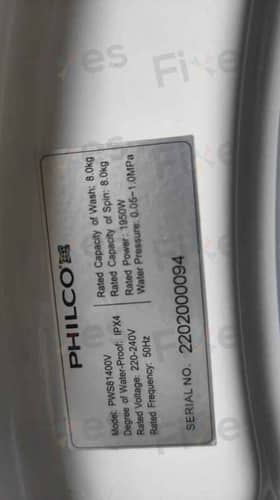 Fixes
Fixes
PHILCO
Model: PWS81400V
Degree of Water-Proof: IPX4
Rated Voltage: 220-240V
Rated Frequency: 50Hz
Rated Capacity of Wash: 8.0kg
Rated Capacity of Spin: 8.0kg
Rated Power: 1950W
Water Pressure: 0.05-1.0MPa
SERIAL NO. 2202000094